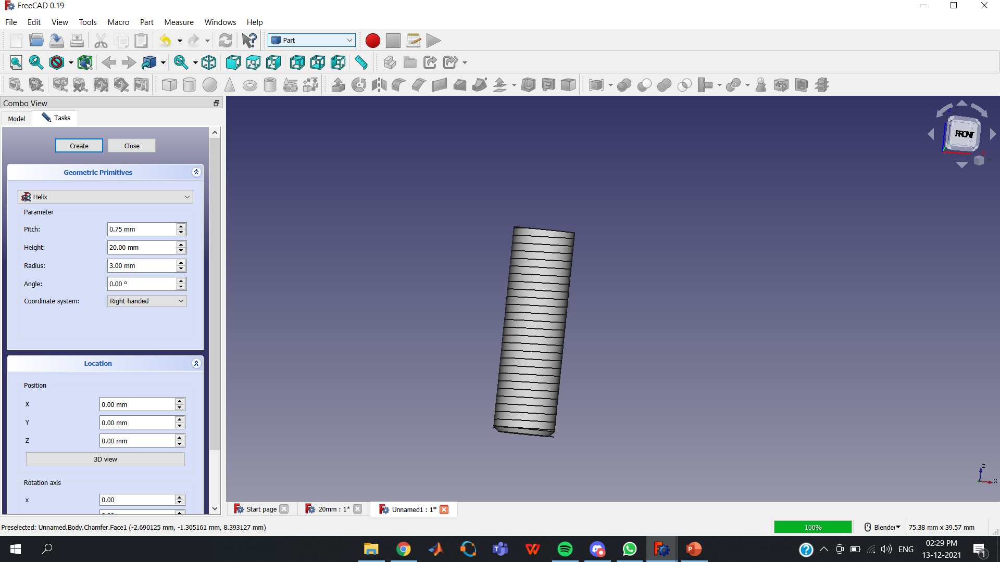 FreeCAD 0.19
File Edit View Tools Macro Part Measure Windows Help
Part
Combo View
Model Tasks
Create Close
Geometric Primitives
Helix
Parameter
Pitch: 0.75 mm
Height: 20.00 mm
Radius: 3.00 mm
Angle: 0.00 °
Coordinate system: Right-handed
Location
Position
X 0.00 mm
Y 0.00 mm
Z 0.00 mm
3D view
Rotation axis
x 0.00
FRONT
Z
X
Start page 20mm : 1* Unnamed1 : 1*
Preselected: Unnamed.Body.Chamfer.Face1 (-2.690125 mm, -1.305161 mm, 8.393127 mm)
100% Blender 75.38 mm x 39.57 mm
ENG
02:29 PM
13-12-2021
1